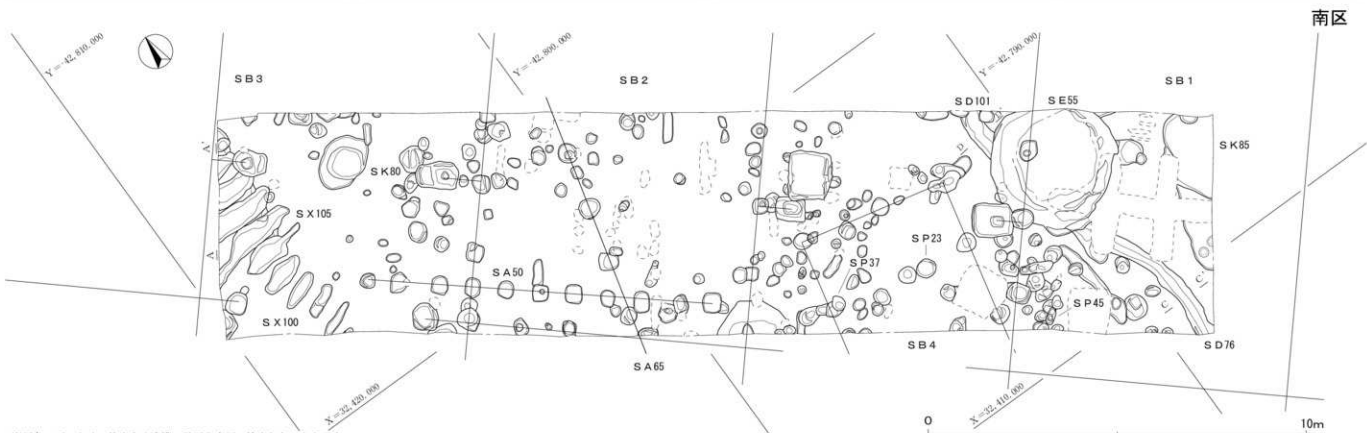 南区
Y=-42,810.000
Y=-42,800.000
Y=-42,790.000
SB3
SB2
SB1
SD101
SE55
SK85
SK80
SX105
SP23
SP37
SA50
SP45
SX100
SB4
SD76
SA65
X=32,420.000
X=32,410.000
0
10m